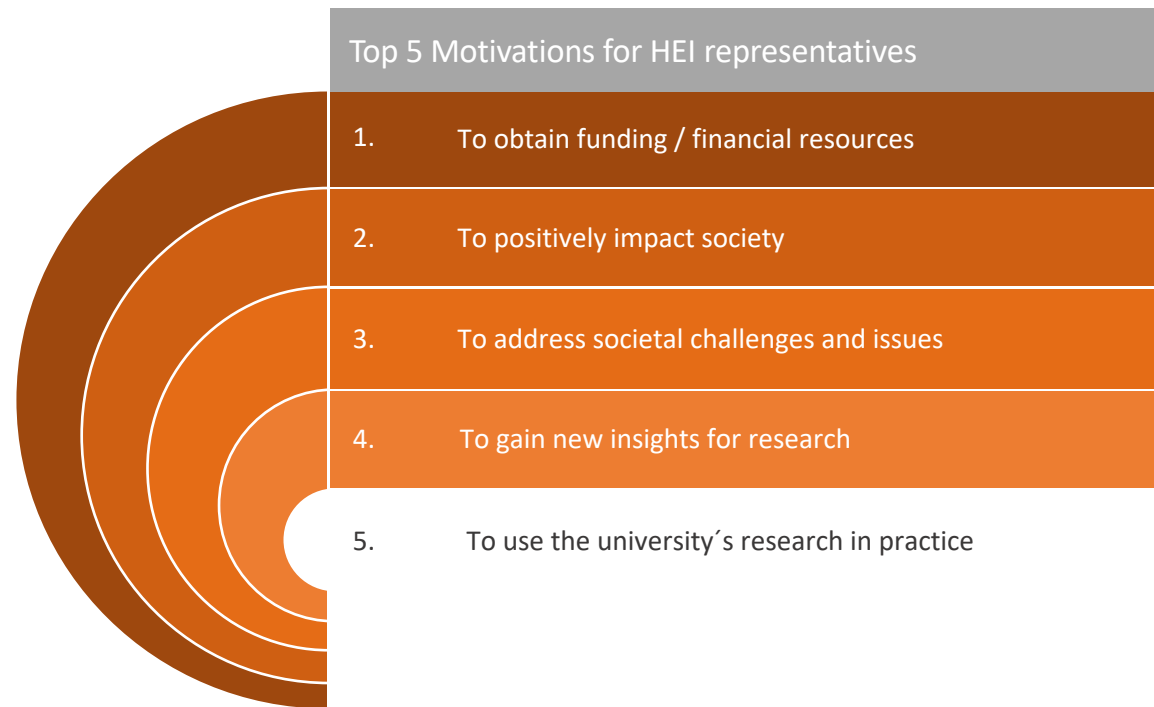 Top 5 Motivations for HEI representatives
1. To obtain funding / financial resources
2. To positively impact society
3. To address societal challenges and issues
4. To gain new insights for research
5. To use the university´s research in practice